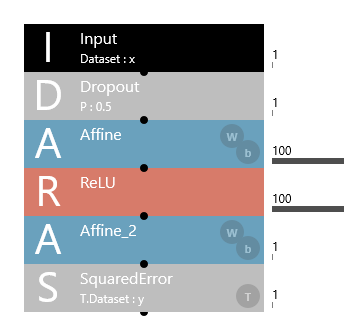 I Input 1
Dataset : x
D Dropout 1
P : 0.5
A Affine W b 100
R ReLU 100
A Affine_2 W b 1
S SquaredError 1
T.Dataset : y T